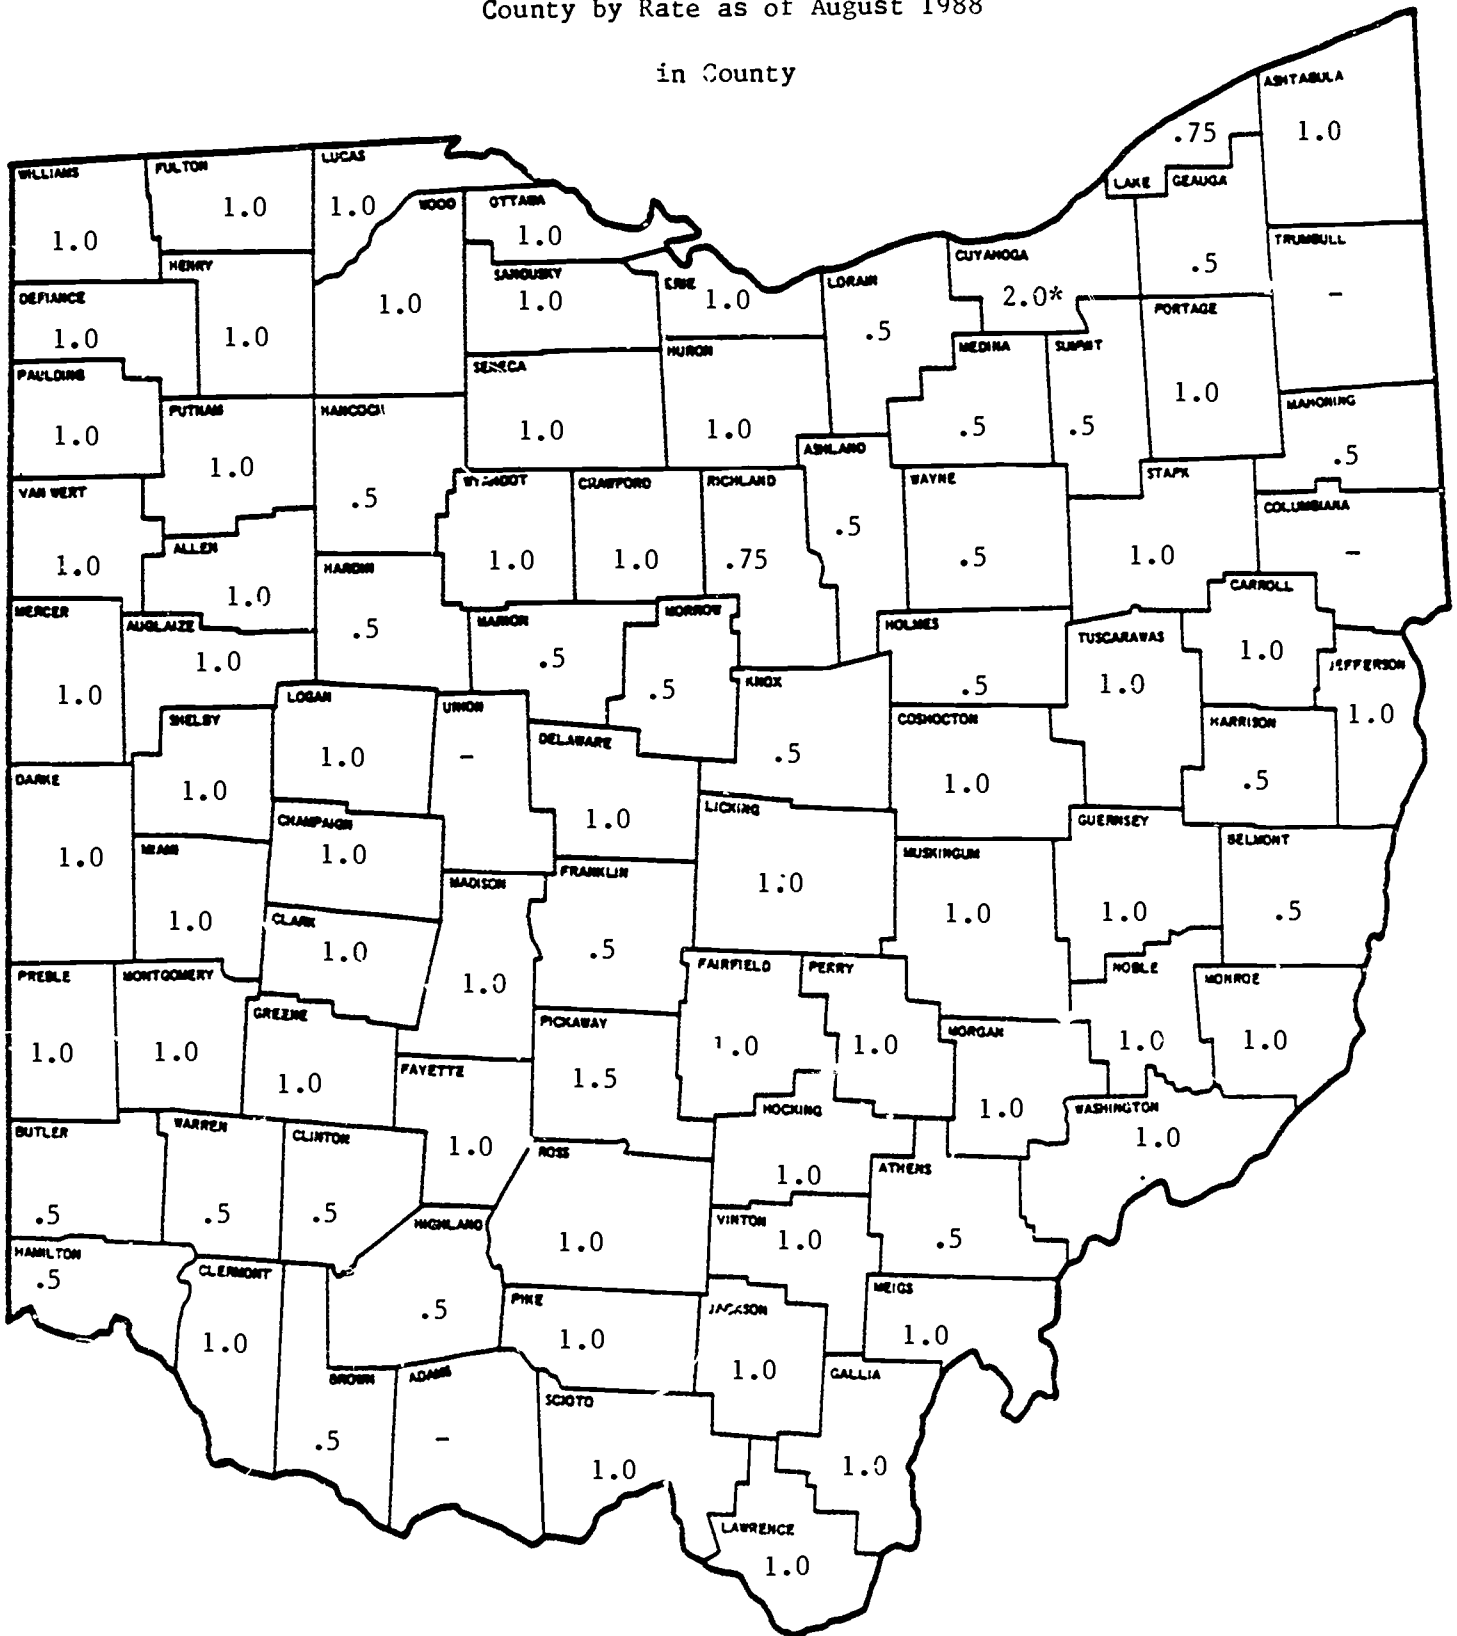 County by Rate as of August 1988
in County
ASHTABULA
1.0
.75
LAKE
GEAUGA
.5
WILLIAMS
1.0
FULTON
1.0
LUCAS
1.0
WOOD
1.0
OTTAWA
1.0
SANDUSKY
1.0
ERIE
1.0
LORAIN
.5
CUYAHOGA
2.0*
TRUMBULL
-
HENRY
1.0
DEFIANCE
1.0
PAULDING
1.0
PUTNAM
1.0
HANCOCK
.5
SENECA
1.0
HURON
1.0
MEDINA
.5
SUMMIT
.5
PORTAGE
1.0
MAHONING
.5
ASHLAND
.5
VAN WERT
1.0
ALLEN
1.0
HARDIN
.5
WYANDOT
1.0
CRAWFORD
1.0
RICHLAND
.75
WAYNE
.5
STARK
1.0
COLUMBIANA
-
CARROLL
1.0
MERCER
1.0
AUGLAIZE
1.0
MARION
.5
MORROW
.5
HOLMES
.5
TUSCARAWAS
1.0
JEFFERSON
1.0
SHELBY
1.0
LOGAN
1.0
UNION
-
DELAWARE
1.0
KNOX
.5
COSHOCTON
1.0
HARRISON
.5
DARKE
1.0
MIAMI
1.0
CHAMPAIGN
1.0
CLARK
1.0
MADISON
1.0
FRANKLIN
.5
LICKING
1.0
MUSKINGUM
1.0
GUERNSEY
1.0
BELMONT
.5
PREBLE
1.0
MONTGOMERY
1.0
GREENE
1.0
FAYETTE
1.0
PICKAWAY
1.5
FAIRFIELD
1.0
PERRY
1.0
MORGAN
1.0
NOBLE
1.0
MONROE
1.0
BUTLER
.5
WARREN
.5
CLINTON
.5
ROSS
1.0
HOCKING
1.0
ATHENS
.5
WASHINGTON
1.0
HAMILTON
.5
CLERMONT
1.0
HIGHLAND
.5
PIKE
1.0
VINTON
1.0
JACKSON
1.0
MEIGS
1.0
BROWN
.5
ADAMS
-
SCIOTO
1.0
GALLIA
1.0
LAWRENCE
1.0